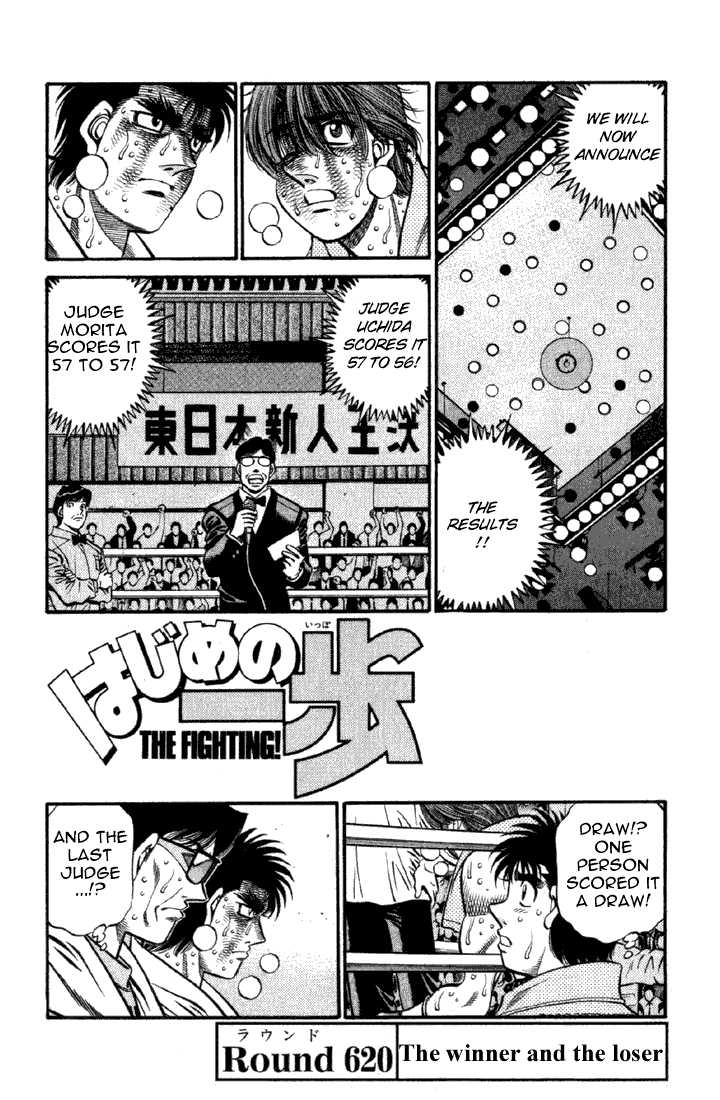 WE WILL
NOW
ANNOUNCE
THE
RESULTS
!!
JUDGE
UCHIDA
SCORES IT
57 TO 56!
JUDGE
MORITA
SCORES IT
57 TO 57!
東日本新人王決
いっぽ
はじめの一歩
THE FIGHTING!
DRAW!?
ONE
PERSON
SCORED IT
A DRAW!
AND THE
LAST
JUDGE
...!?
ラウンド
Round 620
The winner and the loser